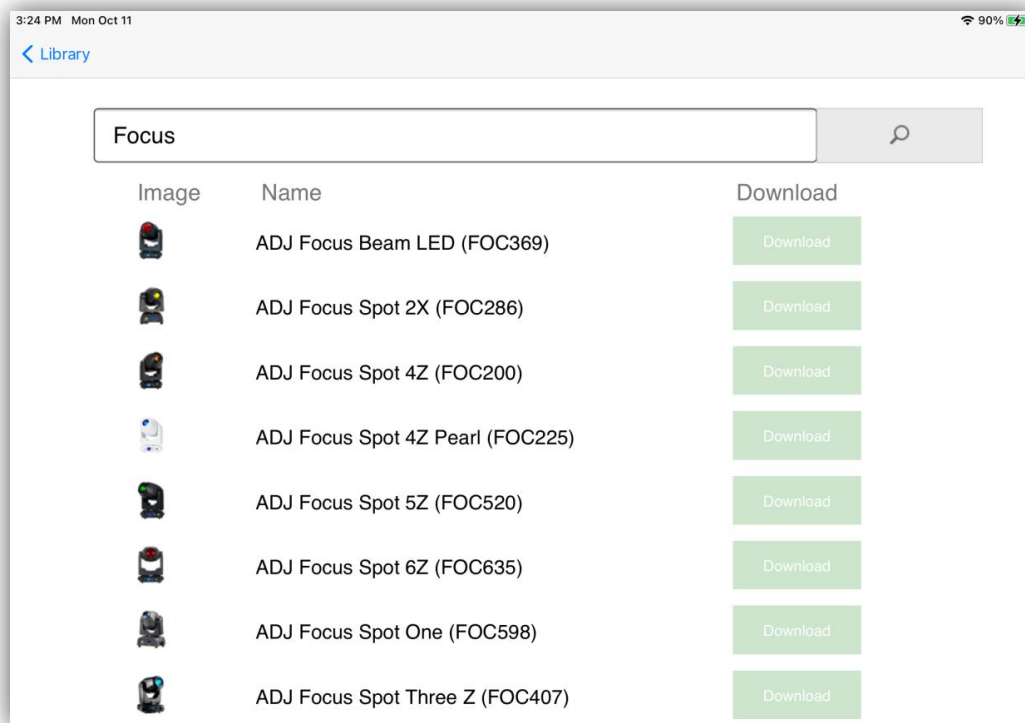 3:24 PM Mon Oct 11 90%
Library
Focus
Image Name Download
ADJ Focus Beam LED (FOC369) Download
ADJ Focus Spot 2X (FOC286) Download
ADJ Focus Spot 4Z (FOC200) Download
ADJ Focus Spot 4Z Pearl (FOC225) Download
ADJ Focus Spot 5Z (FOC520) Download
ADJ Focus Spot 6Z (FOC635) Download
ADJ Focus Spot One (FOC598) Download
ADJ Focus Spot Three Z (FOC407) Download